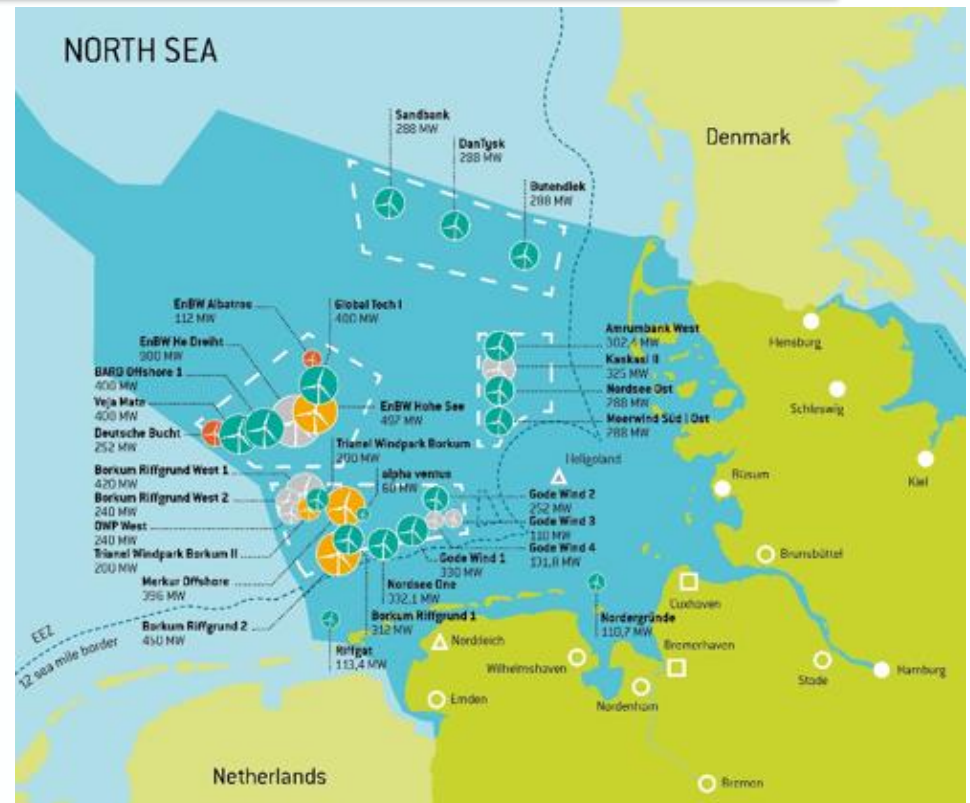 NORTH SEA
Denmark
Sandbank
288 MW
DanTysk
288 MW
Butendiek
288 MW
EnBW Albatros
112 MW
Global Tech I
400 MW
EnBW He Dreiht
900 MW
BARD Offshore 1
400 MW
Veja Mate
400 MW
Deutsche Bucht
252 MW
EnBW Hohe See
497 MW
Amrumbank West
302,4 MW
Kaskasi II
325 MW
Nordsee Ost
288 MW
Meerwind Süd | Ost
288 MW
Trianel Windpark Borkum
200 MW
alpha ventus
60 MW
Borkum Riffgrund West 1
420 MW
Borkum Riffgrund West 2
240 MW
OWP West
240 MW
Trianel Windpark Borkum II
200 MW
Merkur Offshore
396 MW
Borkum Riffgrund 2
450 MW
Gode Wind 2
252 MW
Gode Wind 3
110 MW
Gode Wind 4
131,8 MW
Gode Wind 1
330 MW
Nordsee One
332,1 MW
Borkum Riffgrund 1
312 MW
Riffgat
113,4 MW
Nordergründe
110,7 MW
EEZ
12 sea mile border
Helgoland
Schleswig
Kiel
Büsum
Brunsbüttel
Cuxhaven
Bremerhaven
Norddeich
Wilhelmshaven
Emden
Nordenham
Stade
Hamburg
Bremen
Netherlands